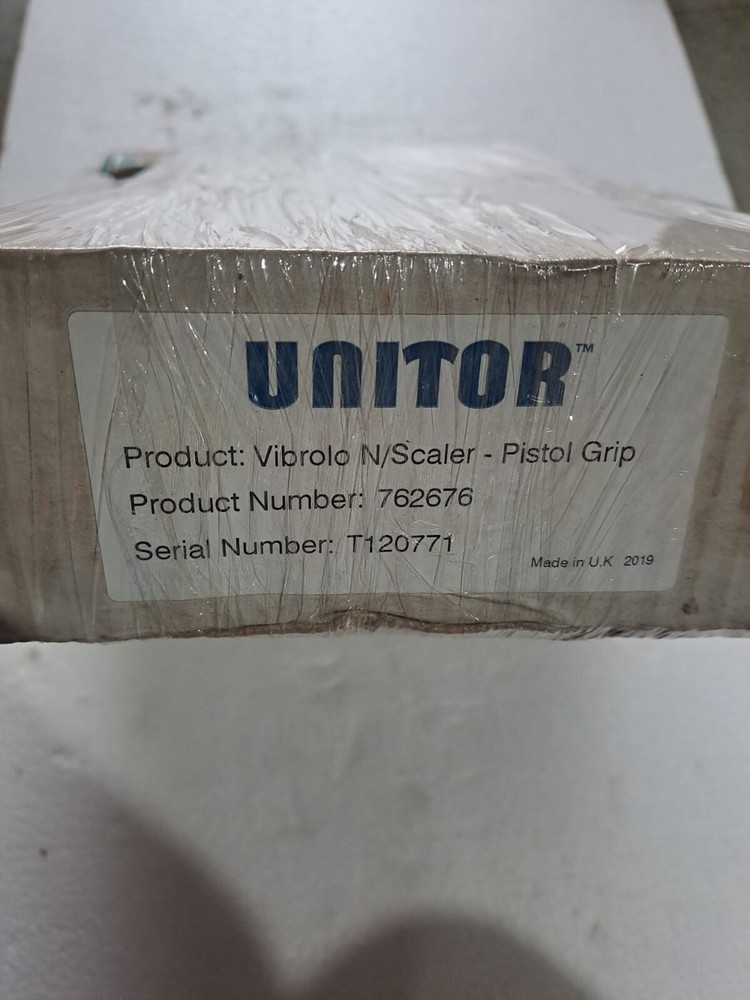 UNITOR™
Product: Vibrolo N/Scaler - Pistol Grip
Product Number: 762676
Serial Number: T120771
Made in U.K 2019